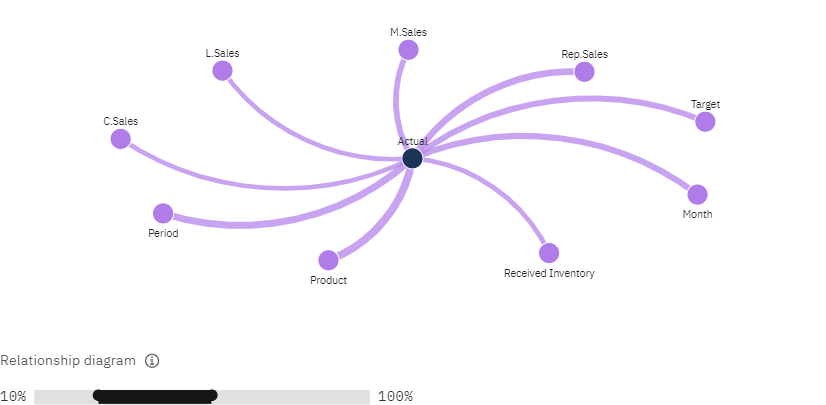 M.Sales
L.Sales
Rep.Sales
Target
C.Sales
Actual
Month
Period
Received Inventory
Product
Relationship diagram
10%
100%